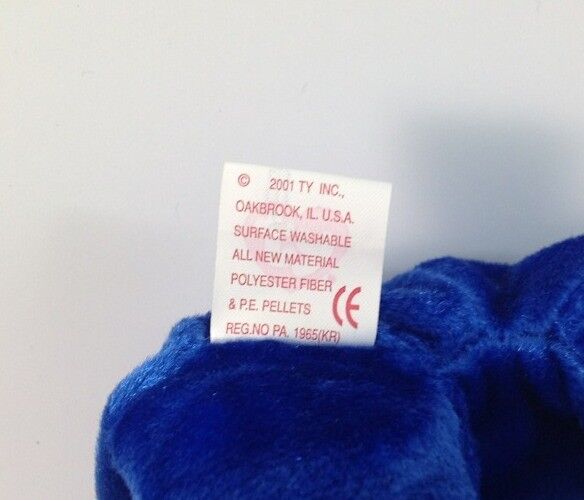 © 2001 TY INC.,
OAKBROOK, IL. U.S.A.
SURFACE WASHABLE
ALL NEW MATERIAL
POLYESTER FIBER
& P.E. PELLETS CE
REG.NO PA. 1965(KR)